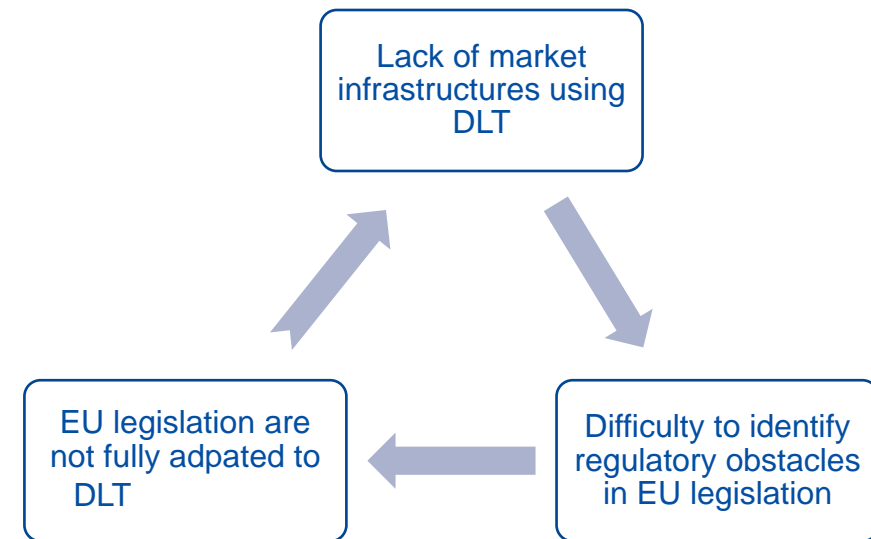 Lack of market
infrastructures using
DLT
EU legislation are
not fully adpated to
DLT
Difficulty to identify
regulatory obstacles
in EU legislation